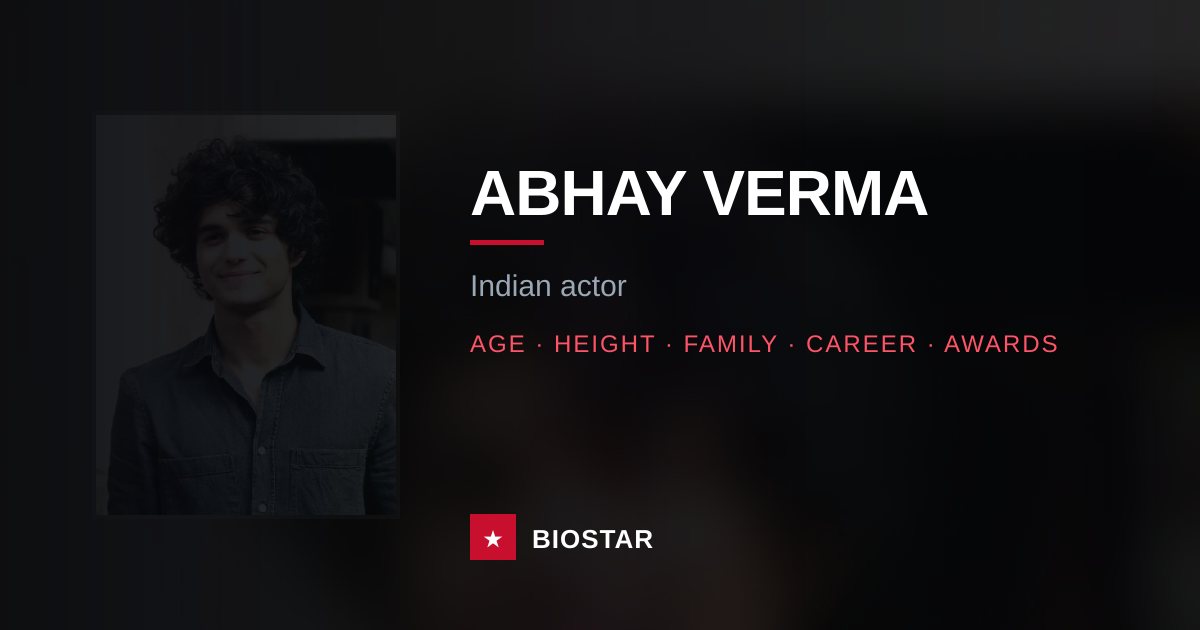 ABHAY VERMA
Indian actor
AGE · HEIGHT · FAMILY · CAREER · AWARDS
BIOSTAR